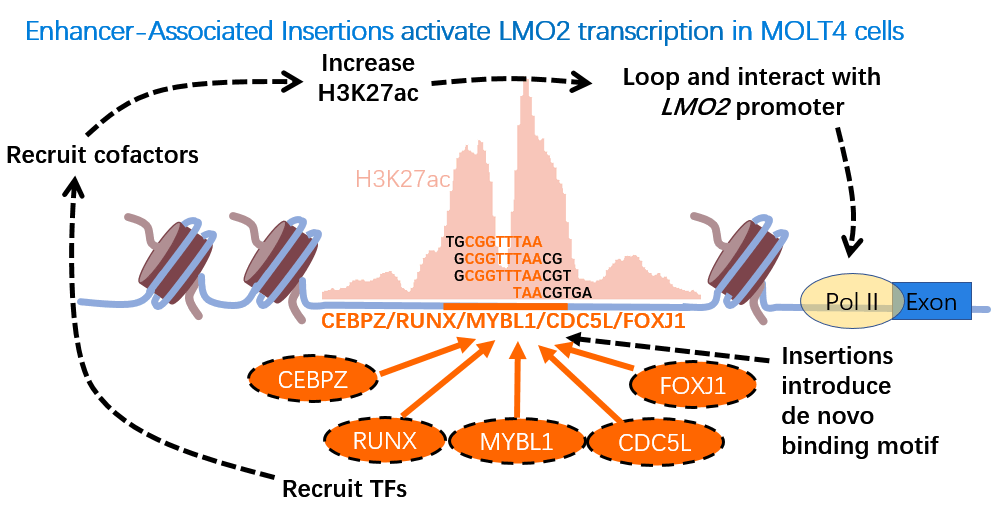 Enhancer-Associated Insertions activate LMO2 transcription in MOLT4 cells
Increase
H3K27ac
Loop and interact with
LMO2 promoter
Recruit cofactors
H3K27ac
TGCGGTTTAA
GCGGTTTAACG
GCGGTTTAACGT
TAACGTGA
Pol II
Exon
CEBPZ/RUNX/MYBL1/CDC5L/FOXJ1
CEBPZ
FOXJ1
RUNX
MYBL1
CDC5L
Insertions
introduce
de novo
binding motif
Recruit TFs